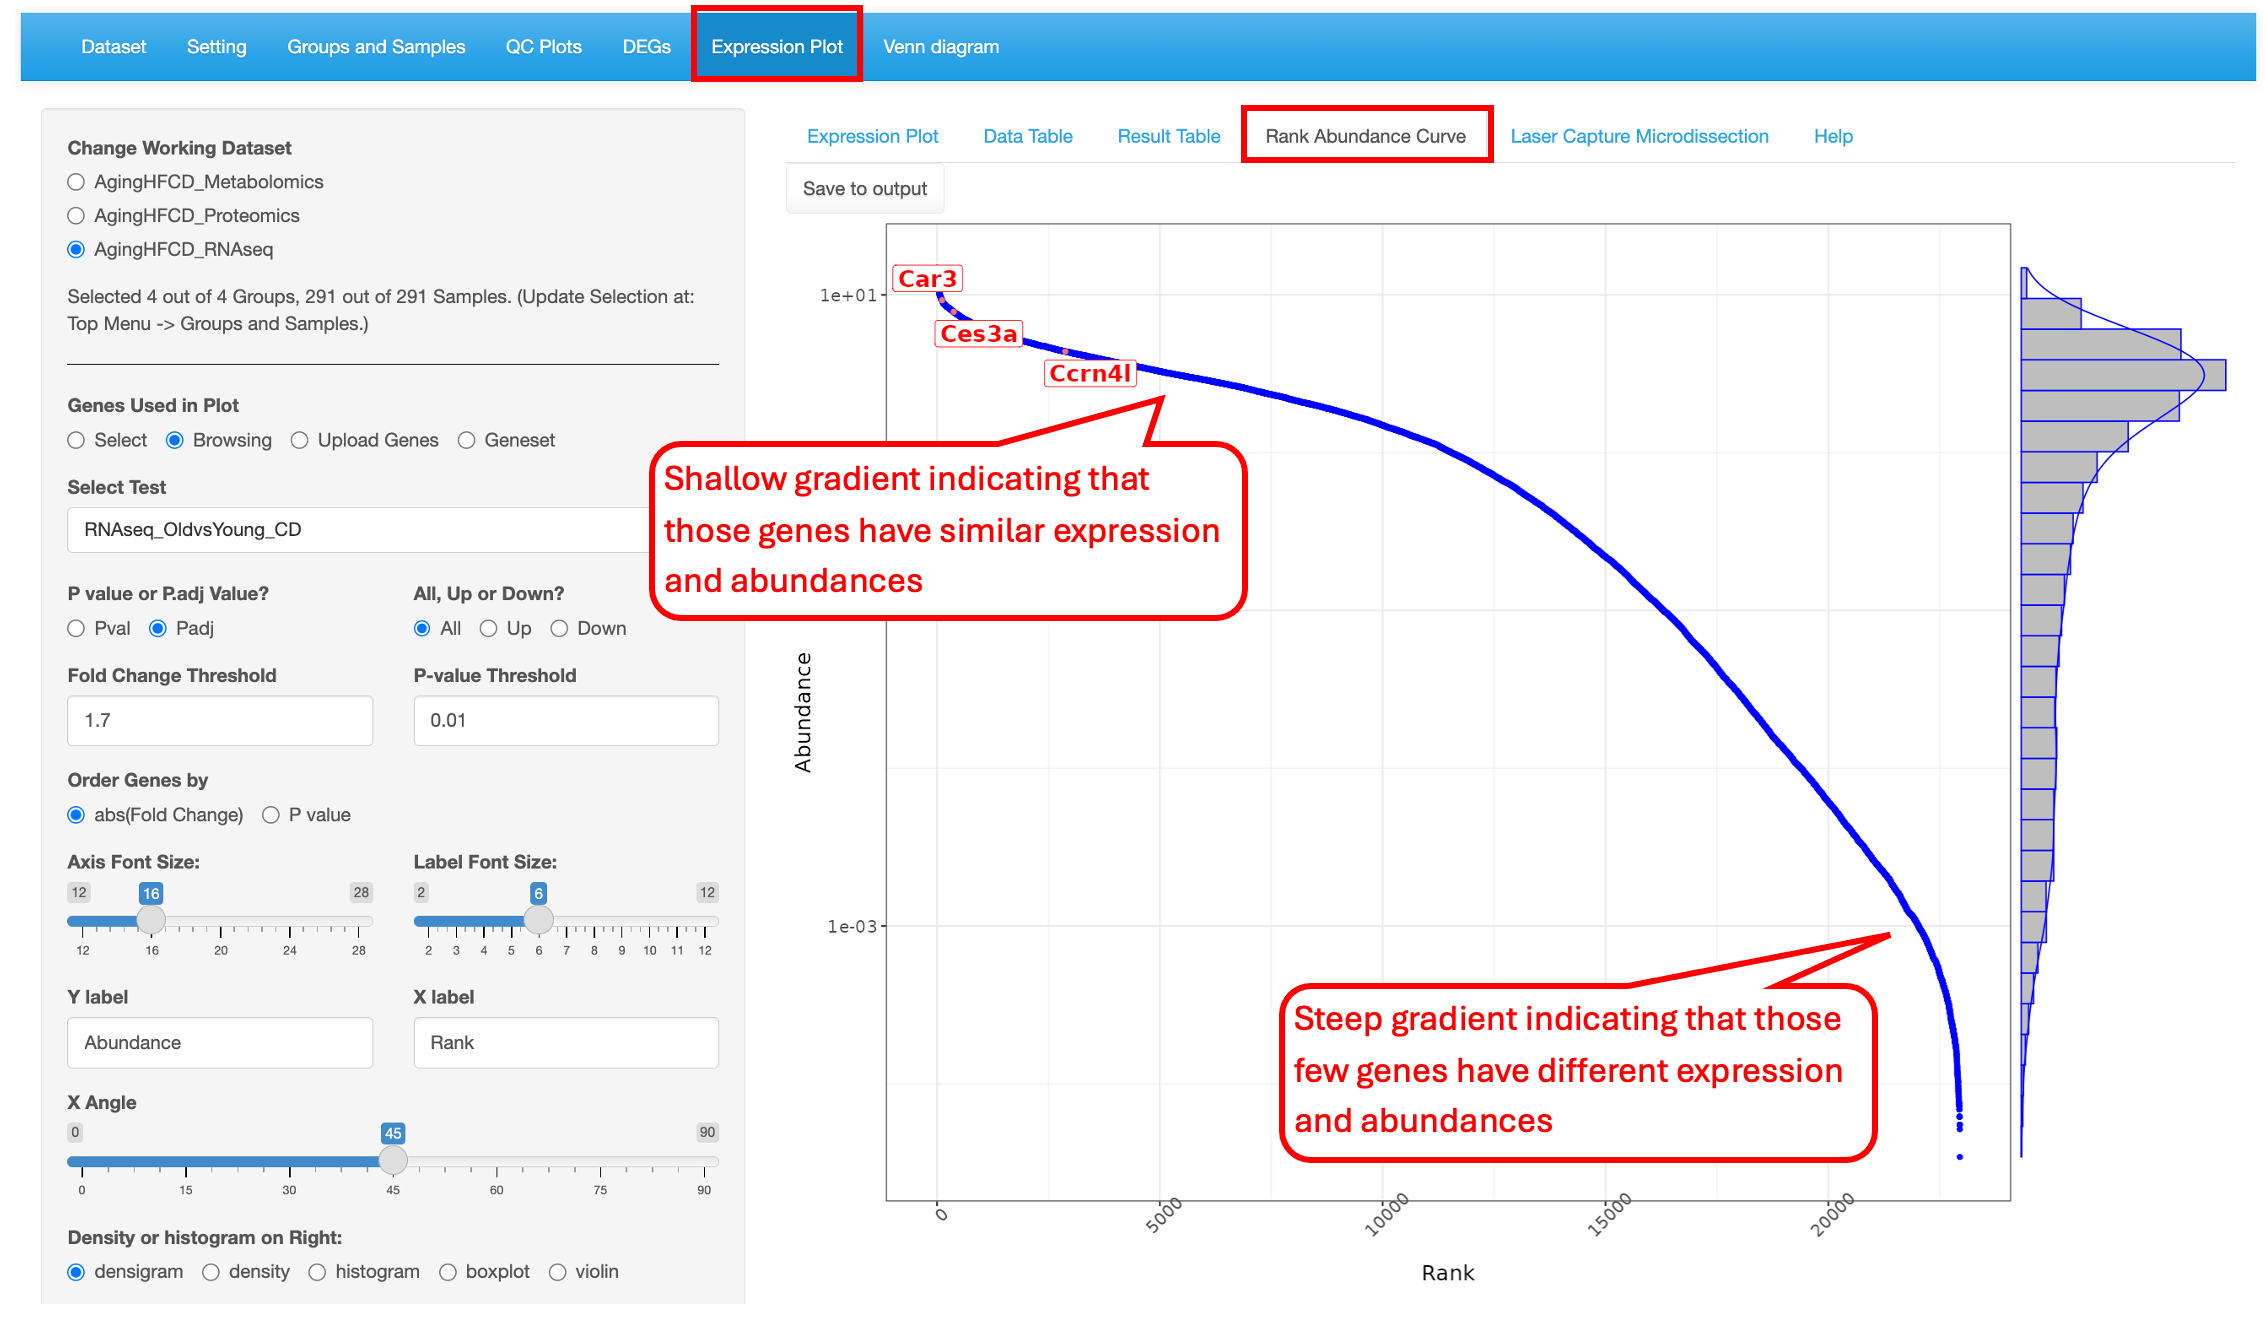 Dataset Setting Groups and Samples QC Plots DEGs Expression Plot Venn diagram
Change Working Dataset
AgingHFCD_Metabolomics
AgingHFCD_Proteomics
AgingHFCD_RNAseq
Selected 4 out of 4 Groups, 291 out of 291 Samples. (Update Selection at:
Top Menu -> Groups and Samples.)
Genes Used in Plot
Select Browsing Upload Genes Geneset
Select Test
RNAseq_OldvsYoung_CD
P value or P.adj Value? All, Up or Down?
Pval Padj All Up Down
Fold Change Threshold P-value Threshold
1.7 0.01
Order Genes by
abs(Fold Change) P value
Axis Font Size: Label Font Size:
12 16 28 2 6 12
12 16 20 24 28 2 3 4 5 6 7 8 9 10 11 12
Y label X label
Abundance Rank
X Angle
0 45 90
0 15 30 45 60 75 90
Density or histogram on Right:
densigram density histogram boxplot violin
Expression Plot Data Table Result Table Rank Abundance Curve Laser Capture Microdissection Help
Save to output
Car3
1e+01
Ces3a
Ccrn4l
Shallow gradient indicating that
those genes have similar expression
and abundances
Abundance
1e-03
Steep gradient indicating that those
few genes have different expression
and abundances
0 5000 10000 15000 20000
Rank